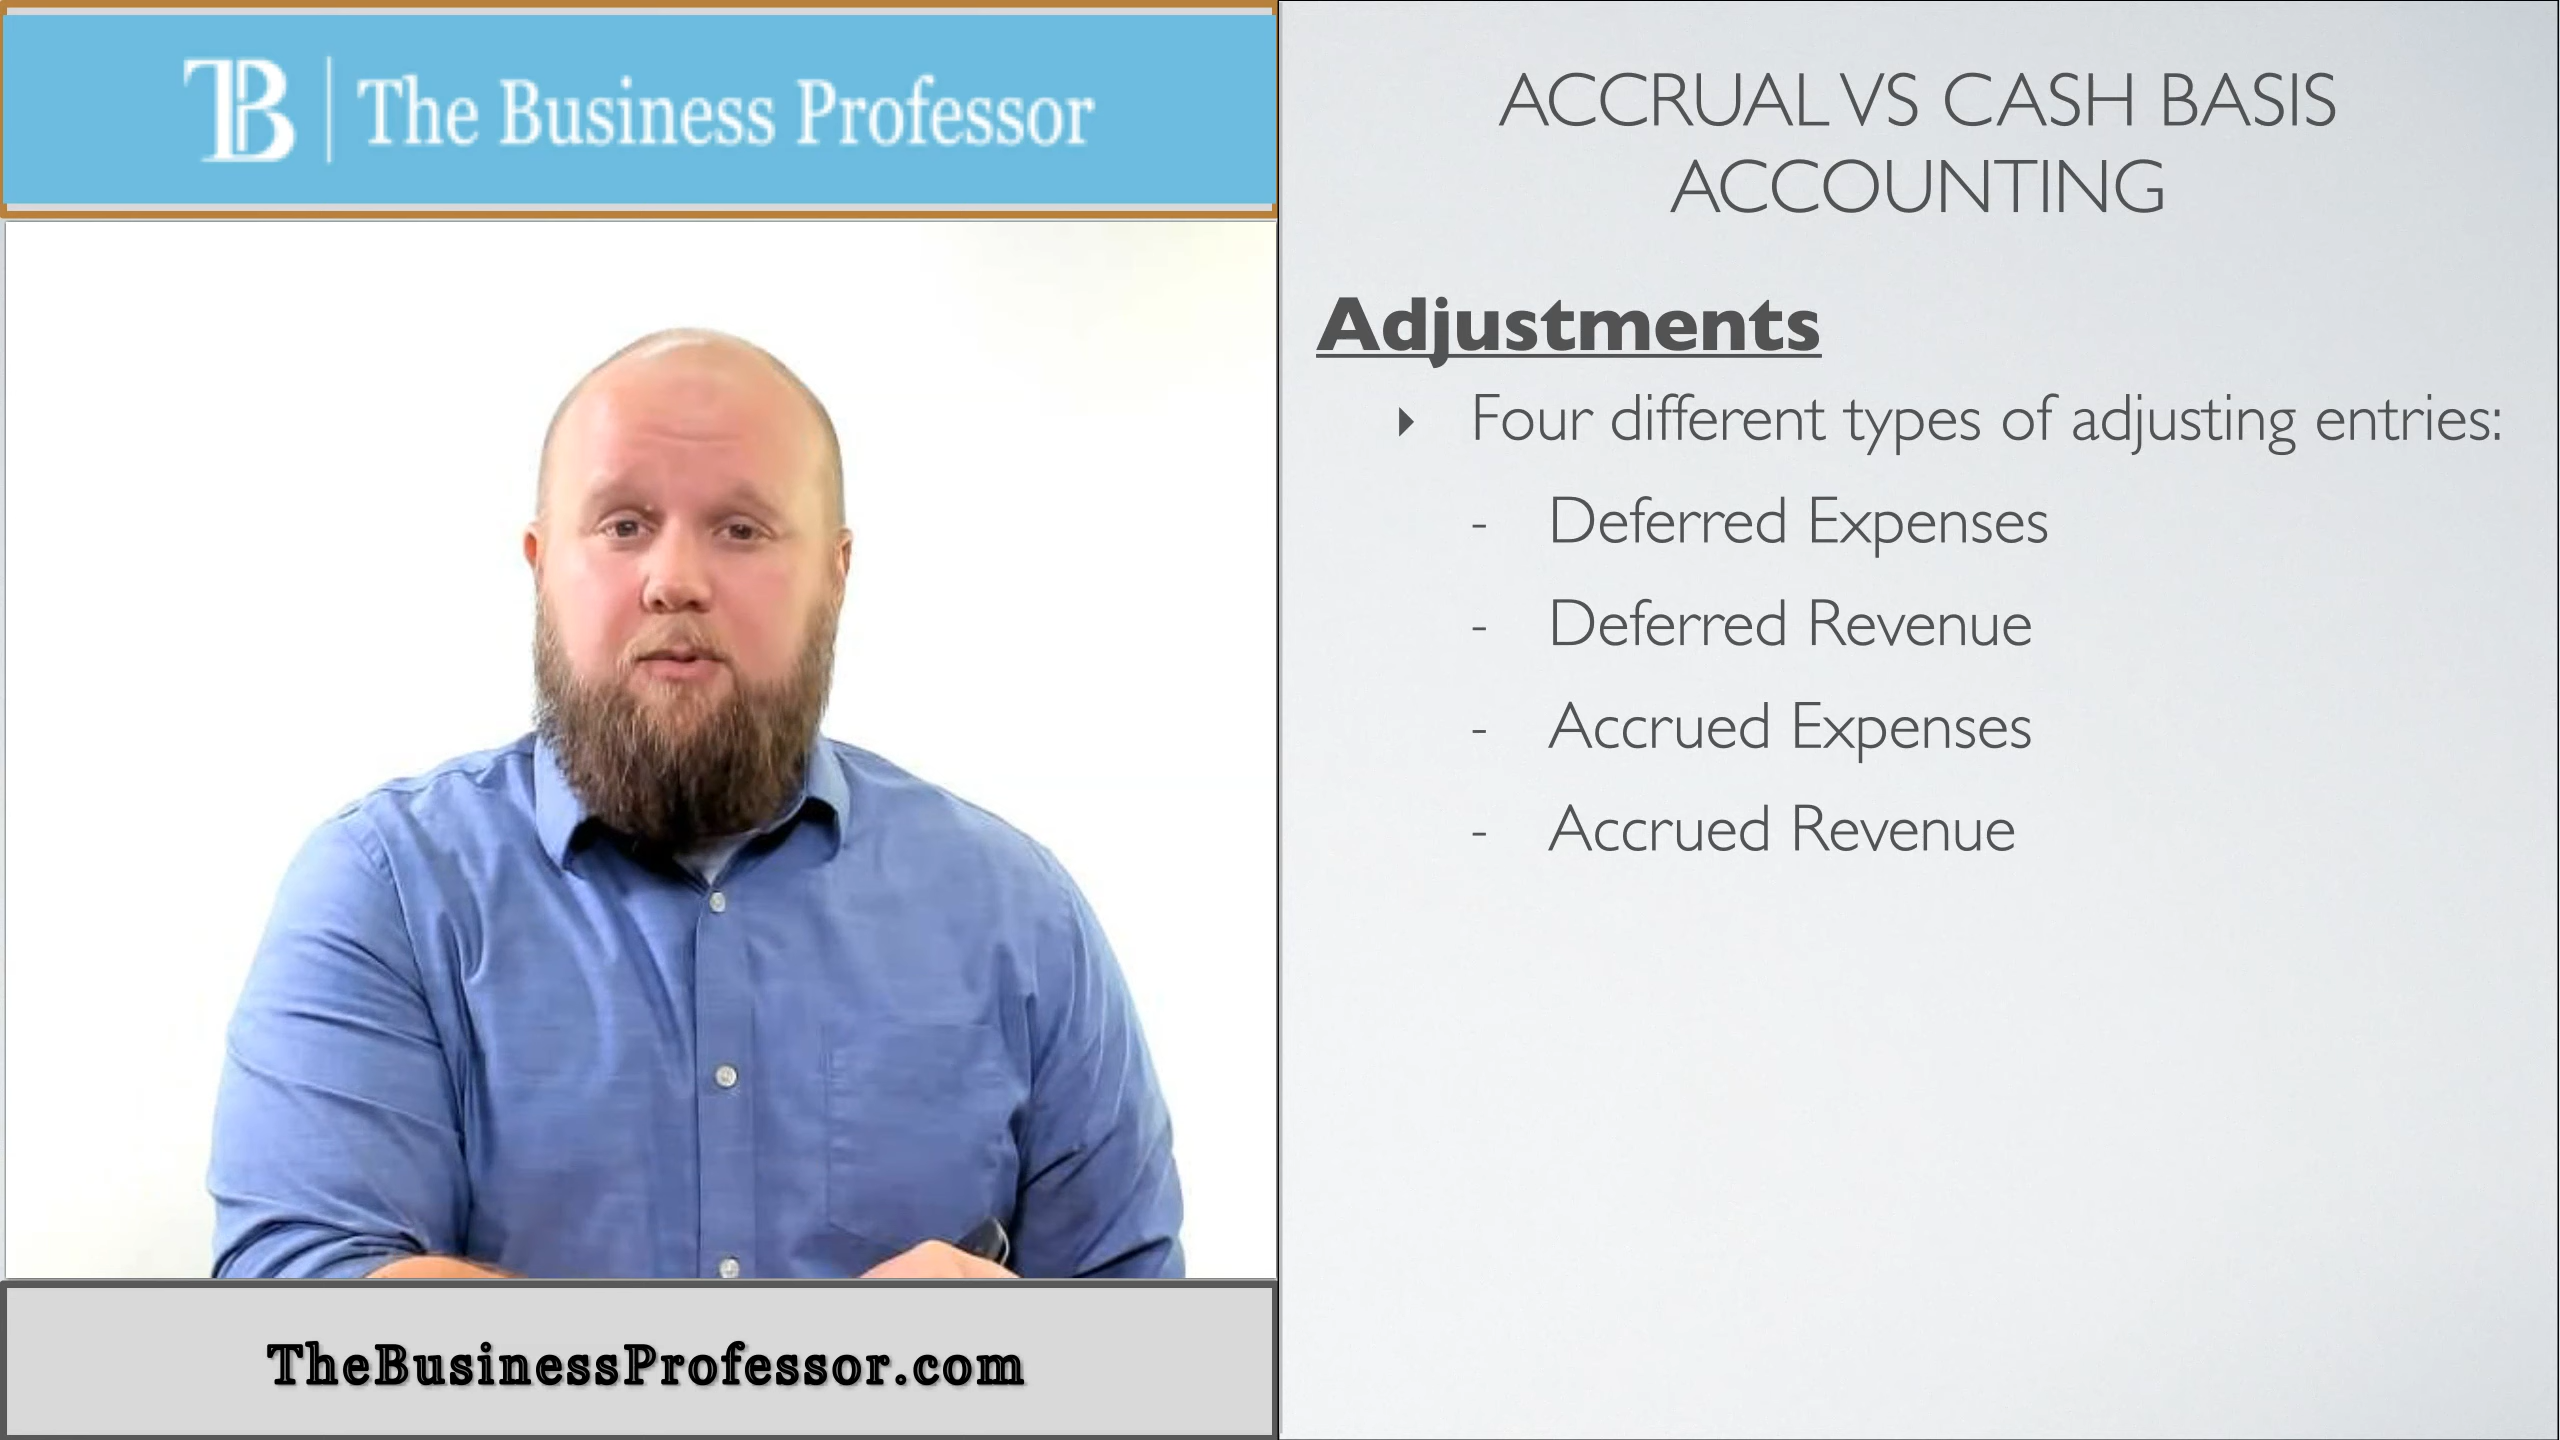 TB | The Business Professor
ACCRUAL VS CASH BASIS
ACCOUNTING
Adjustments
‣ Four different types of adjusting entries:
- Deferred Expenses
- Deferred Revenue
- Accrued Expenses
- Accrued Revenue
TheBusinessProfessor.com